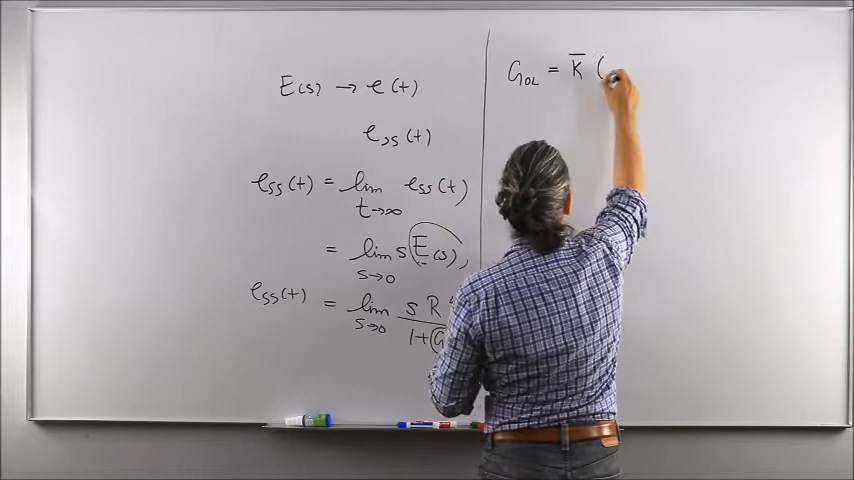 E(s) → e(t)
e_ss(t)
e_ss(t) = lim e_ss(t)
t→∞
= lim s E(s),
s→0
e_ss(t) = lim s R
s→0 1+G
G_OL = K̅ (